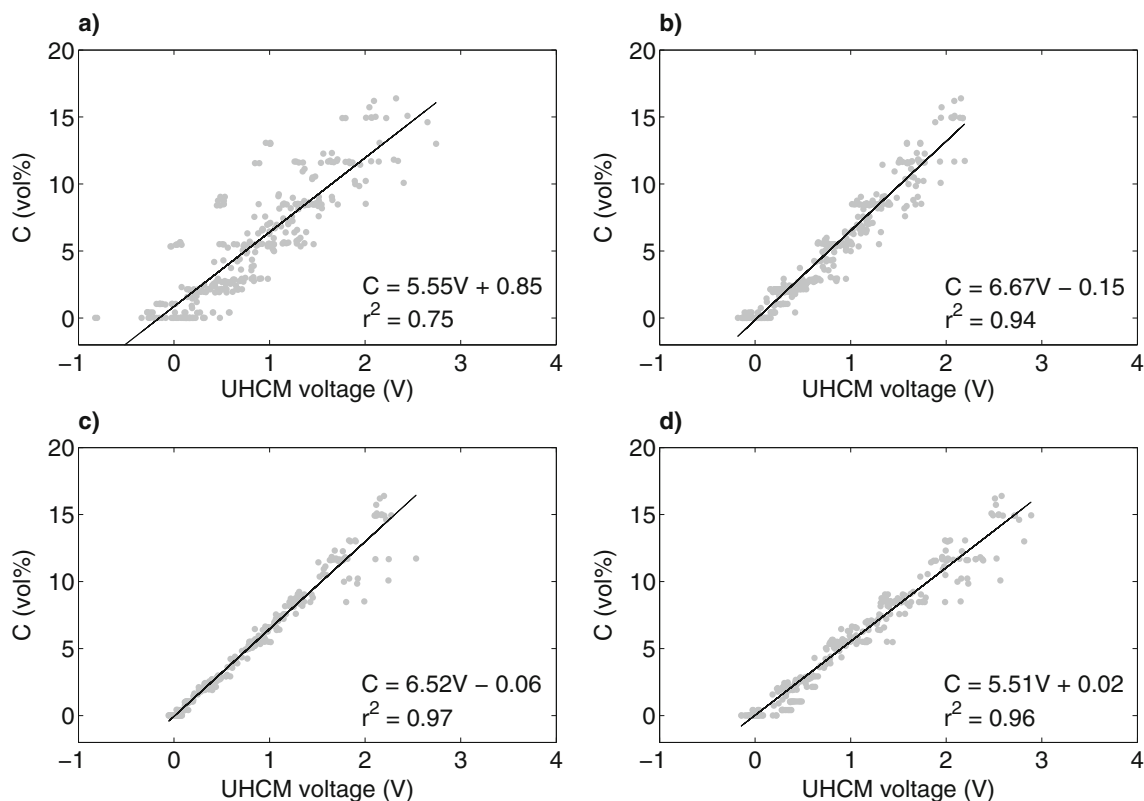 a)
20
15
10
5
0
C (vol%)
C = 5.55V + 0.85
r² = 0.75
−1 0 1 2 3 4
UHCM voltage (V)
b)
20
15
10
5
0
C (vol%)
C = 6.67V − 0.15
r² = 0.94
−1 0 1 2 3 4
UHCM voltage (V)
c)
20
15
10
5
0
C (vol%)
C = 6.52V − 0.06
r² = 0.97
−1 0 1 2 3 4
UHCM voltage (V)
d)
20
15
10
5
0
C (vol%)
C = 5.51V + 0.02
r² = 0.96
−1 0 1 2 3 4
UHCM voltage (V)